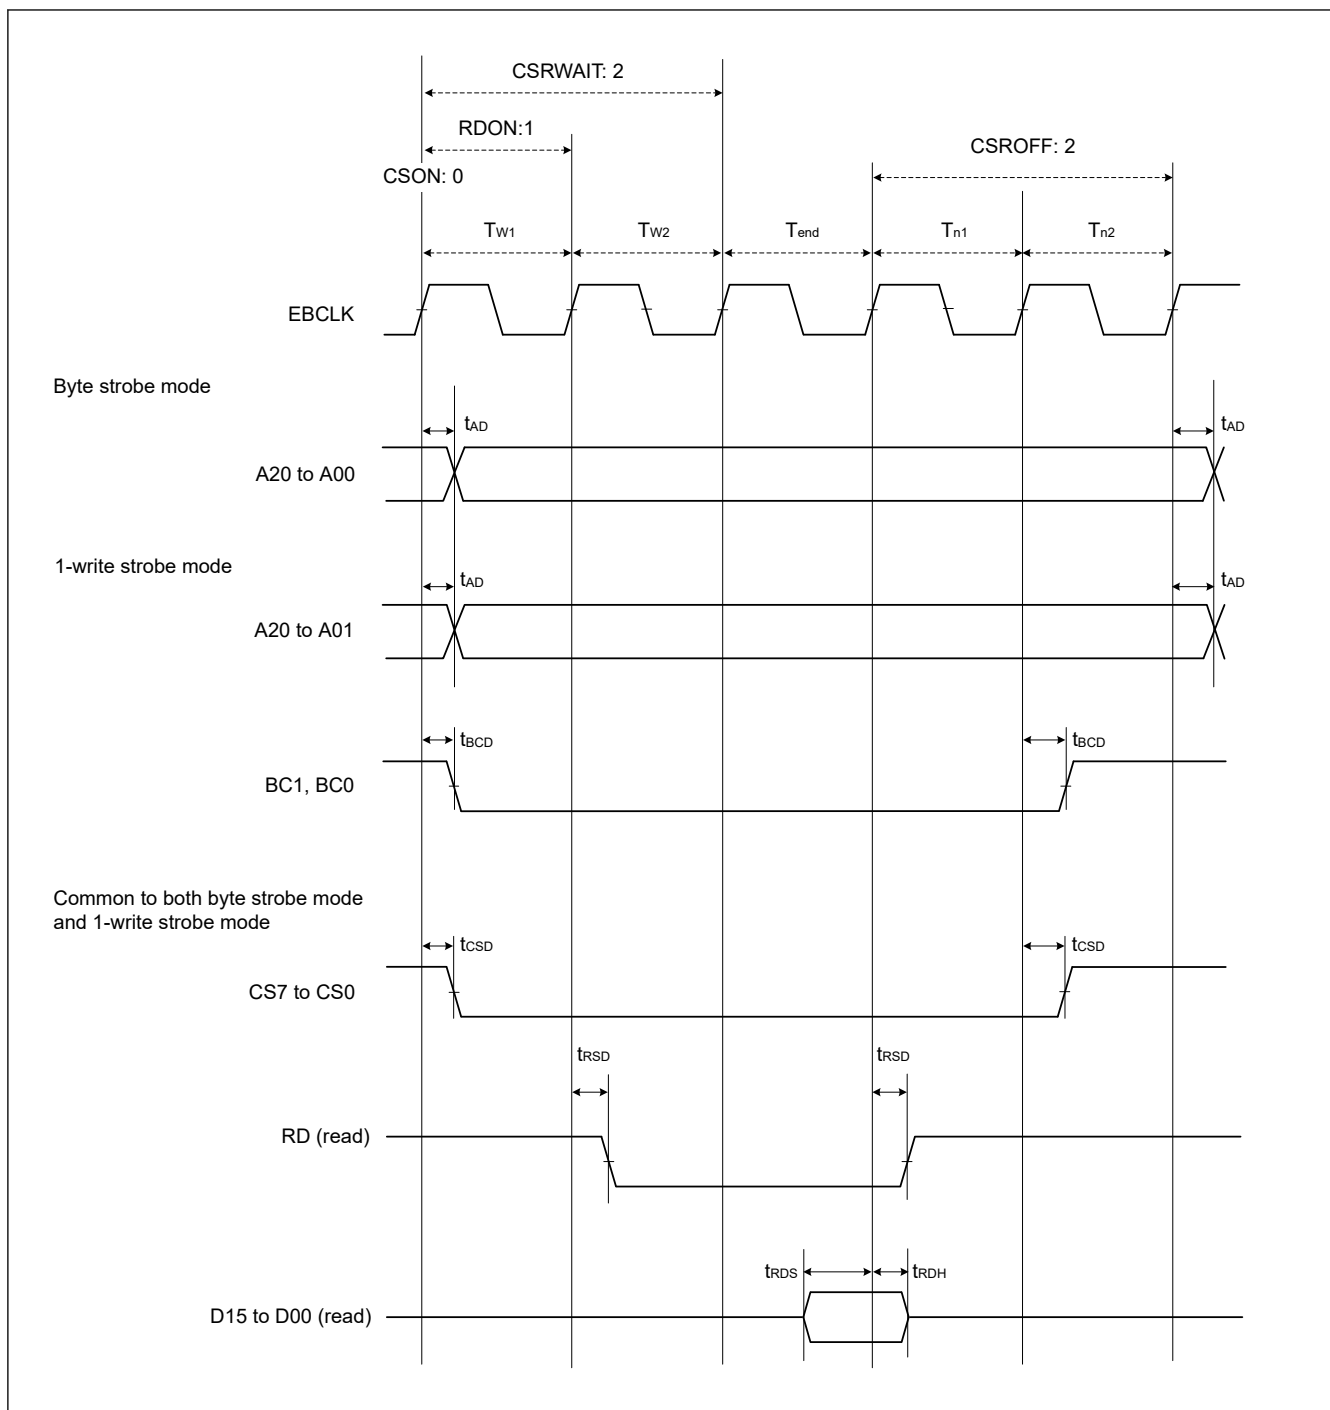 CSRWAIT: 2
RDON:1
CSROFF: 2
CSON: 0
TW1
TW2
Tend
Tn1
Tn2
EBCLK
Byte strobe mode
tAD
tAD
A20 to A00
1-write strobe mode
tAD
tAD
A20 to A01
tBCD
tBCD
BC1, BC0
Common to both byte strobe mode
and 1-write strobe mode
tCSD
tCSD
CS7 to CS0
tRSD
tRSD
RD (read)
tRDS
tRDH
D15 to D00 (read)